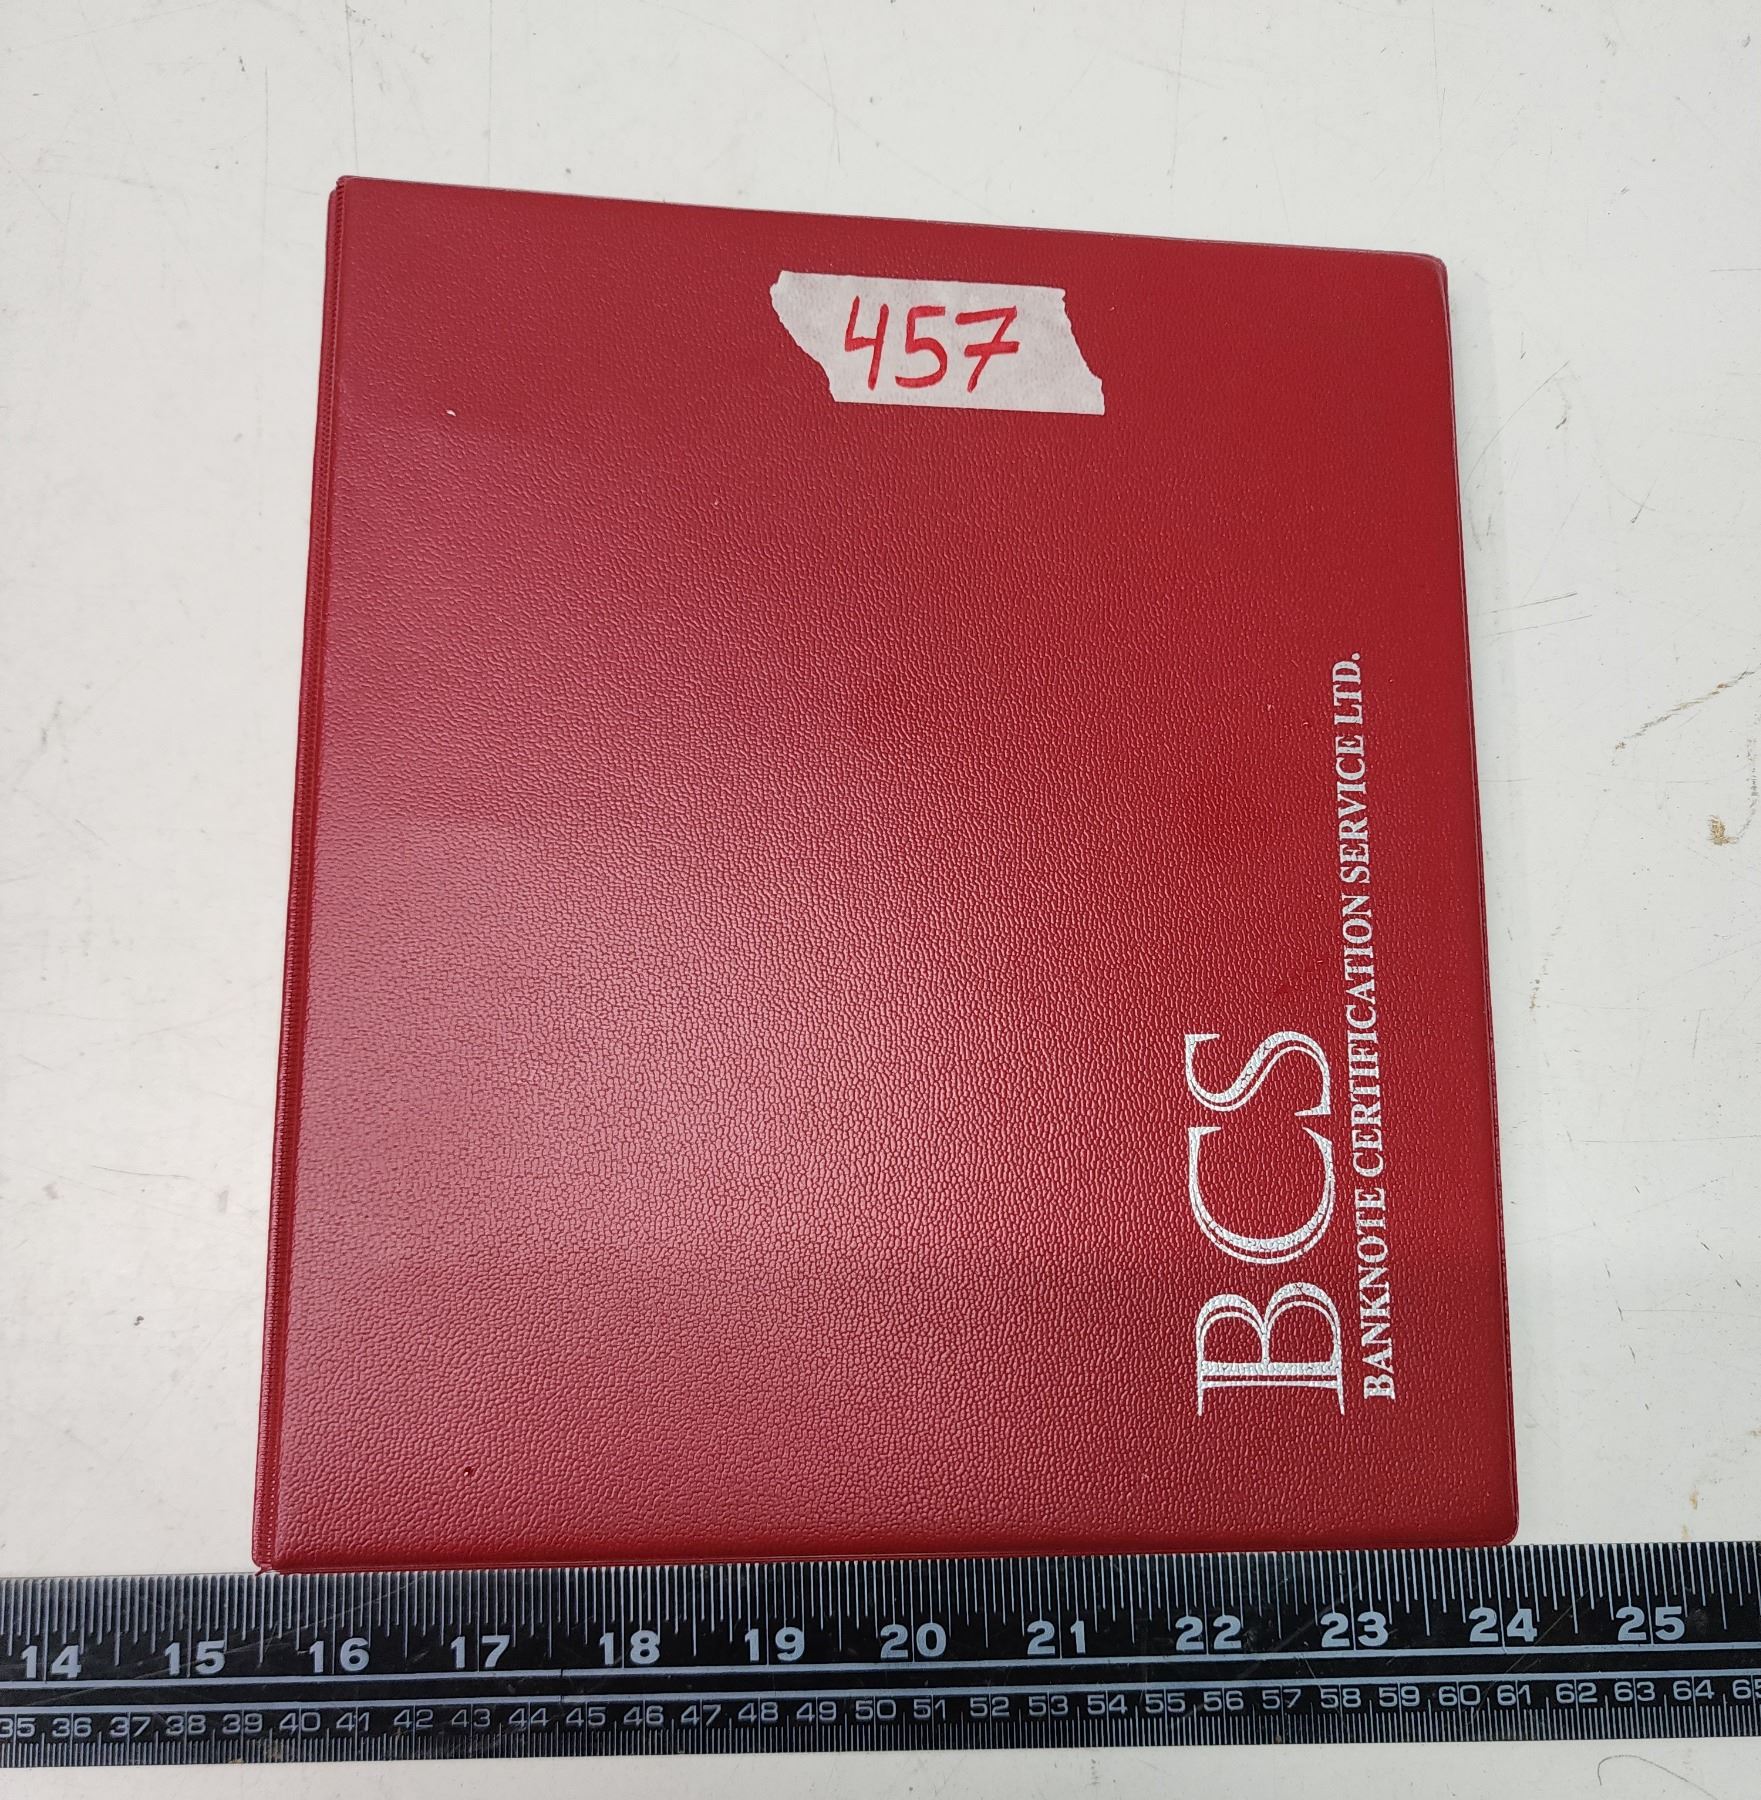 457
BCS
BANKNOTE CERTIFICATION SERVICE LTD.
14 15 16 17 18 19 20 21 22 23 24 25
35 36 37 38 39 40 41 42 43 44 45 46 47 48 49 50 51 52 53 54 55 56 57 58 59 60 61 62 63 64